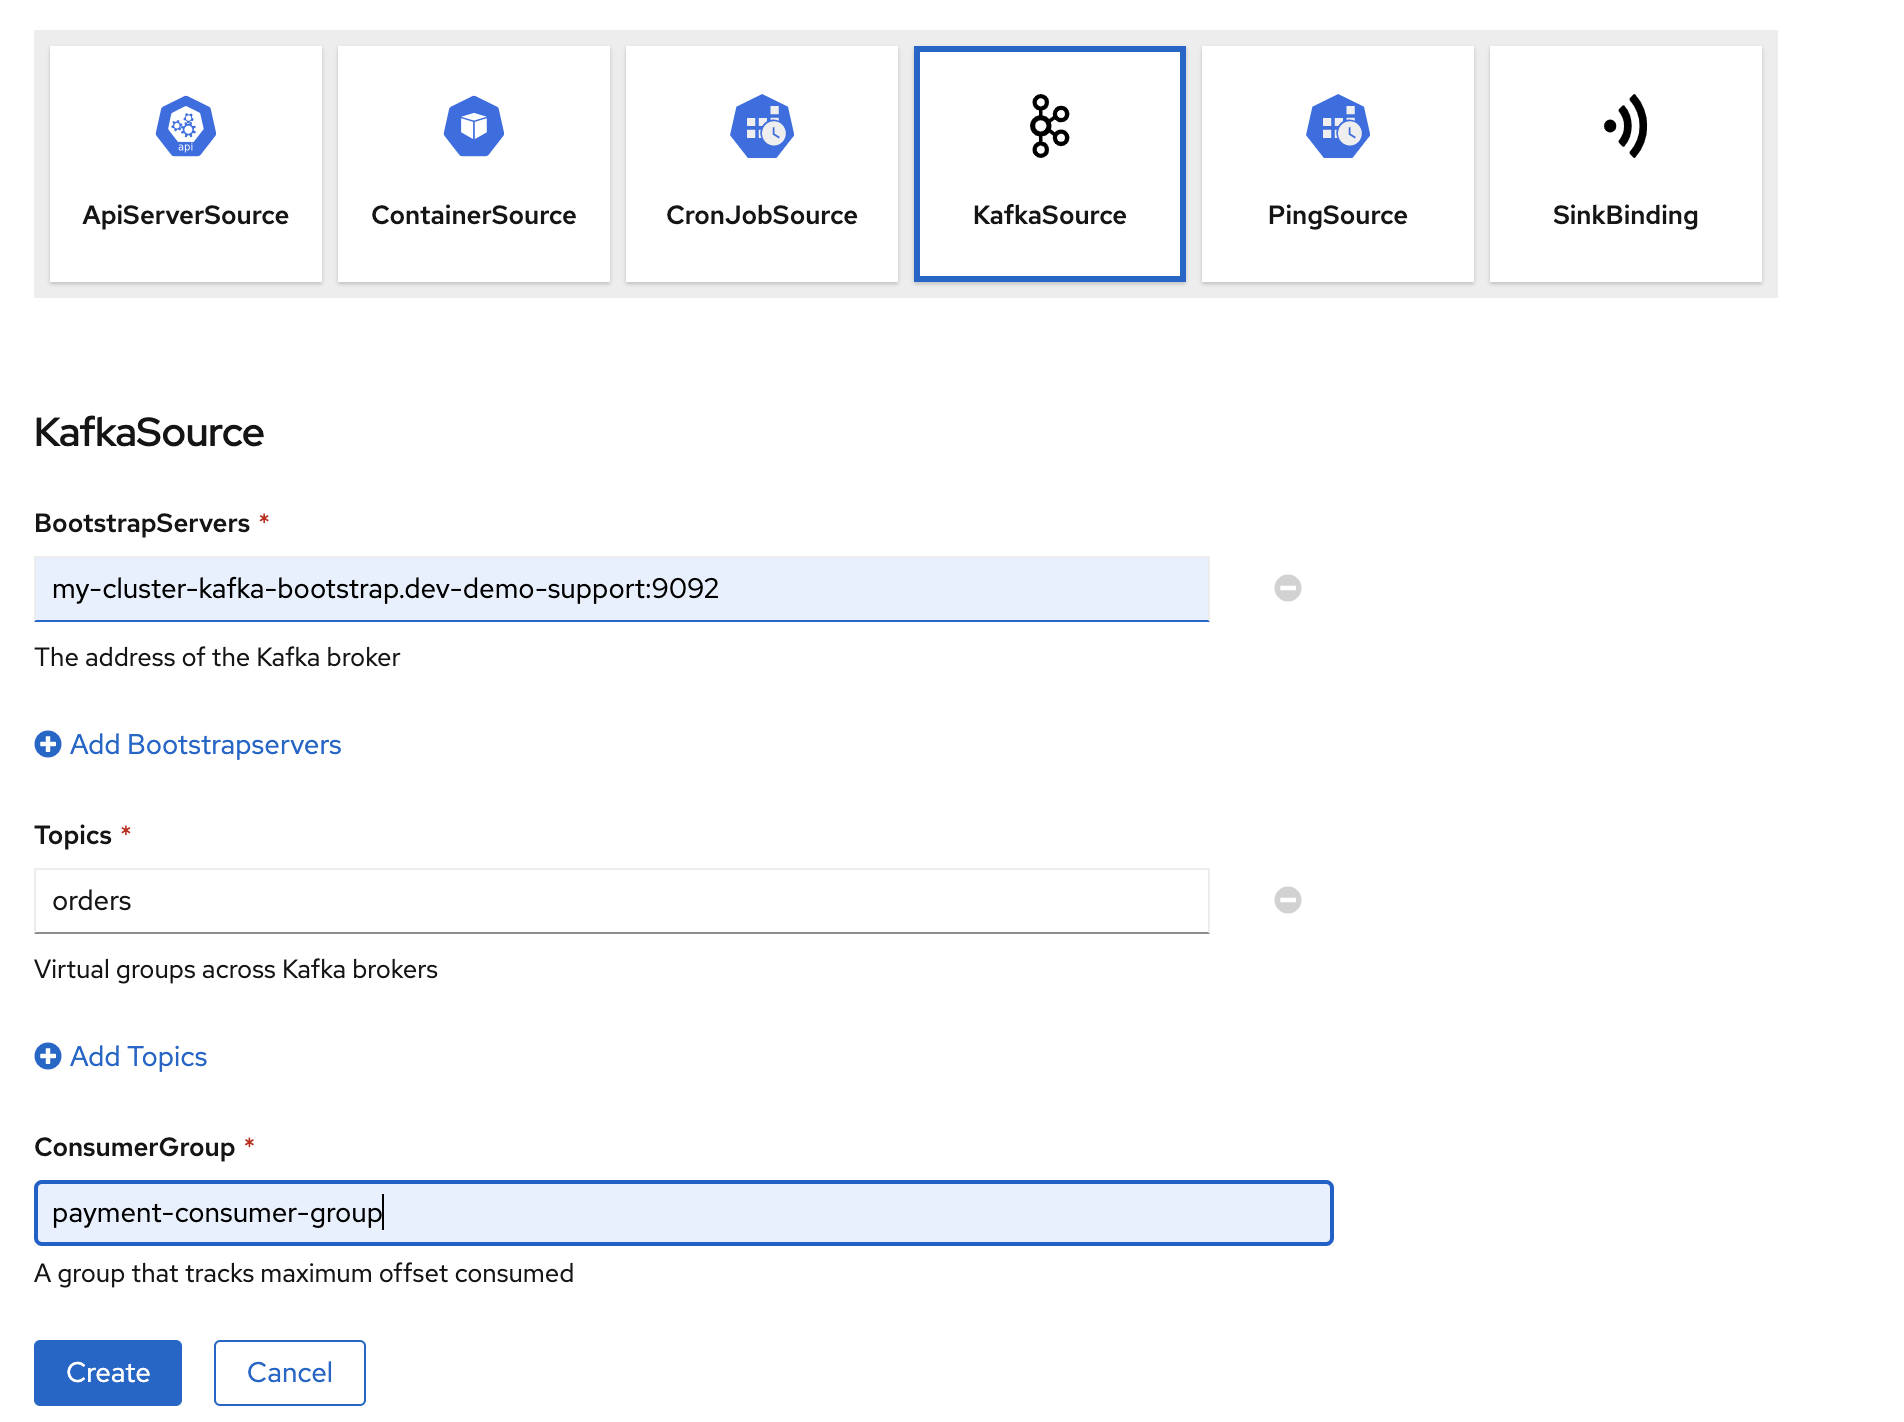 api
ApiServerSource
ContainerSource
CronJobSource
KafkaSource
PingSource
SinkBinding
KafkaSource
BootstrapServers *
my-cluster-kafka-bootstrap.dev-demo-support:9092
The address of the Kafka broker
Add Bootstrapservers
Topics *
orders
Virtual groups across Kafka brokers
Add Topics
ConsumerGroup *
payment-consumer-group
A group that tracks maximum offset consumed
Create
Cancel